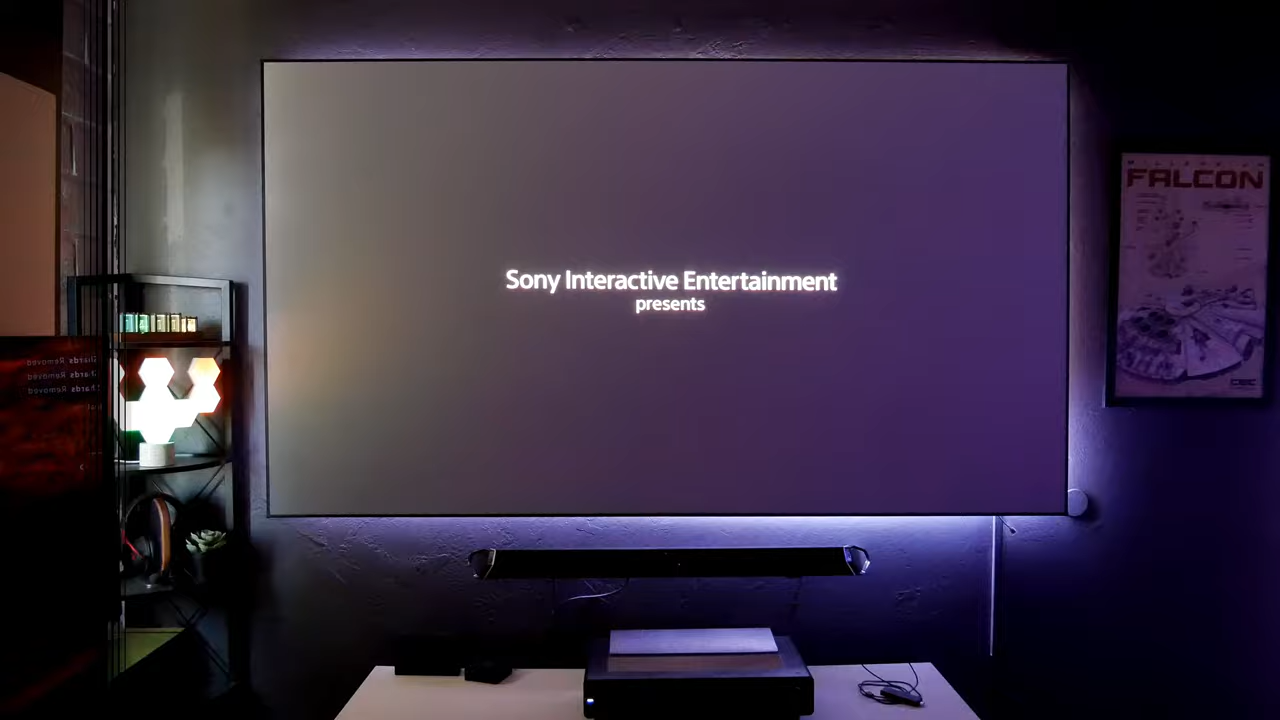 Sony Interactive Entertainment
presents
FALCON
Shards Removed
Shards Removed
Shards Removed